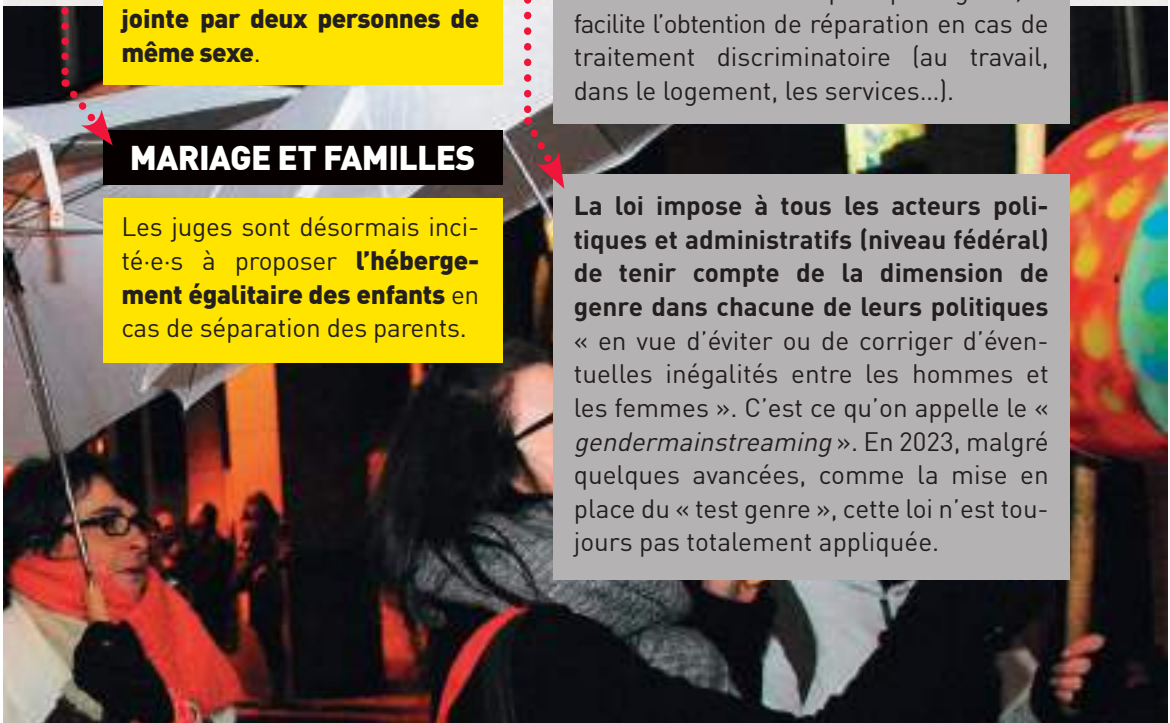 jointe par deux personnes de
même sexe.
MARIAGE ET FAMILLES
Les juges sont désormais inci-
té·e·s à proposer l'héberge-
ment égalitaire des enfants en
cas de séparation des parents.
facilite l'obtention de réparation en cas de
traitement discriminatoire (au travail,
dans le logement, les services...).
La loi impose à tous les acteurs poli-
tiques et administratifs (niveau fédéral)
de tenir compte de la dimension de
genre dans chacune de leurs politiques
« en vue d'éviter ou de corriger d'éven-
tuelles inégalités entre les hommes et
les femmes ». C'est ce qu'on appelle le «
gendermainstreaming ». En 2023, malgré
quelques avancées, comme la mise en
place du « test genre », cette loi n'est tou-
jours pas totalement appliquée.